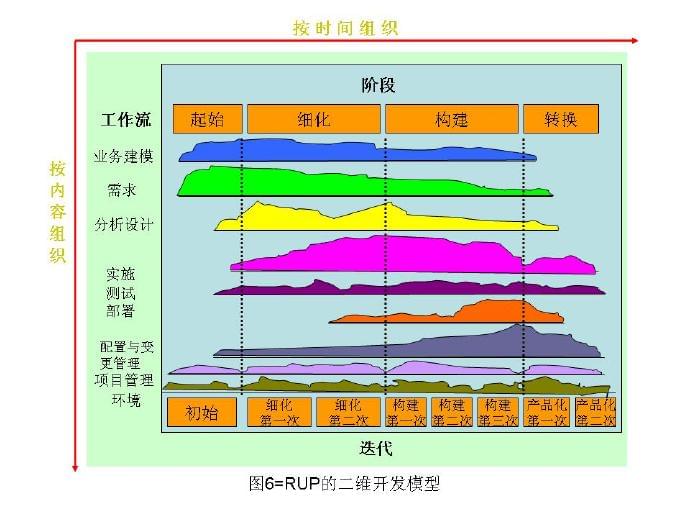 按时间组织
按内容组织
阶段
工作流
起始
细化
构建
转换
业务建模
需求
分析设计
实施
测试
部署
配置与变
更管理
项目管理
环境
初始
细化
第一次
细化
第二次
构建
第一次
构建
第二次
构建
第三次
产品化
第一次
产品化
第二次
迭代
图6=RUP的二维开发模型